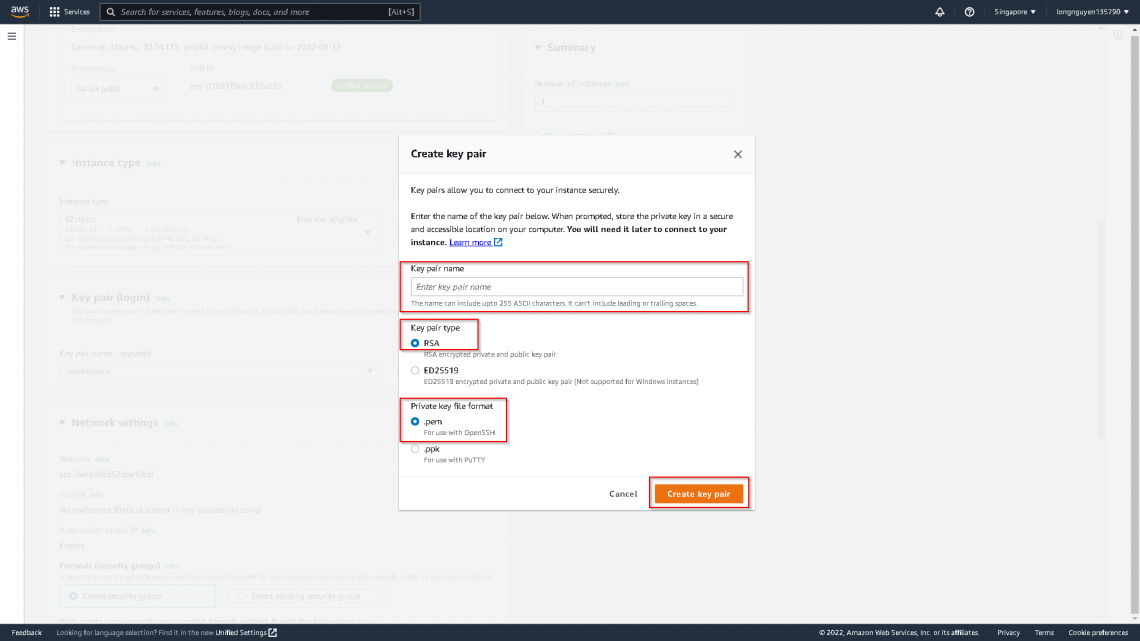 aws
Services
Search for services, features, blogs, docs, and more
[Alt+S]
Singapore
longnguyen135790
Canonical, Ubuntu, 22.04 LTS, amd64 jammy image build on 2022-09-12
Architecture
AMI ID
64-bit (x86)
Verified provider
Summary
Number of instances Info
1
Instance type Info
Instance type
t2.micro
Free tier eligible
Key pair (login) Info
the instance.
Key pair name - required
newkeypem
Network settings Info
Network Info
Subnet Info
No preference (Default subnet in any availability zone)
Auto-assign public IP Info
Enable
Firewall (security groups) Info
Create security group
Select existing security group
Create key pair
Key pairs allow you to connect to your instance securely.
Enter the name of the key pair below. When prompted, store the private key in a secure
and accessible location on your computer. You will need it later to connect to your
instance. Learn more
Key pair name
Enter key pair name
The name can include upto 255 ASCII characters. It can't include leading or trailing spaces.
Key pair type
RSA
RSA encrypted private and public key pair
ED25519
ED25519 encrypted private and public key pair (Not supported for Windows instances)
Private key file format
.pem
For use with OpenSSH
.ppk
For use with PuTTY
Cancel
Create key pair
Feedback
Looking for language selection? Find it in the new Unified Settings
© 2022, Amazon Web Services, Inc. or its affiliates.
Privacy
Terms
Cookie preferences